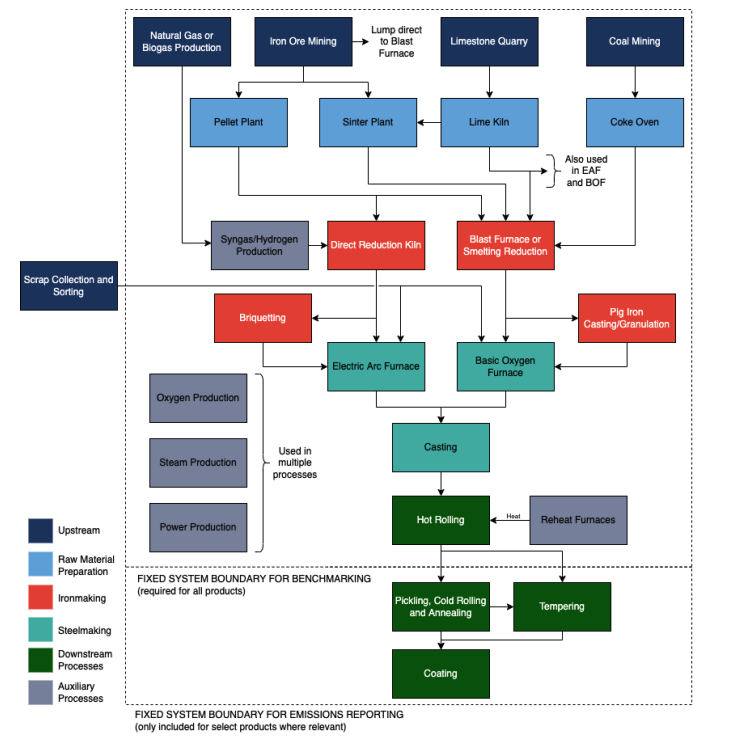 Natural Gas or
Biogas Production
Iron Ore Mining
Lump direct
to Blast
Furnace
Limestone Quarry
Coal Mining
Pellet Plant
Sinter Plant
Lime Kiln
Coke Oven
Also used
in EAF
and BOF
Syngas/Hydrogen
Production
Direct Reduction Kiln
Blast Furnace or
Smelting Reduction
Scrap Collection and
Sorting
Briquetting
Pig Iron
Casting/Granulation
Electric Arc Furnace
Basic Oxygen
Furnace
Oxygen Production
Steam Production
Power Production
Used in
multiple
processes
Casting
Hot Rolling
Heat
Reheat Furnaces
Upstream
Raw Material
Preparation
Ironmaking
Steelmaking
Downstream
Processes
Auxiliary
Processes
FIXED SYSTEM BOUNDARY FOR BENCHMARKING
(required for all products)
Pickling, Cold Rolling
and Annealing
Tempering
Coating
FIXED SYSTEM BOUNDARY FOR EMISSIONS REPORTING
(only included for select products where relevant)